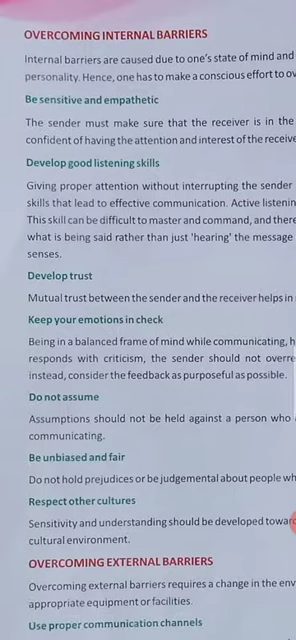 OVERCOMING INTERNAL BARRIERS
Internal barriers are caused due to one's state of mind and
personality. Hence, one has to make a conscious effort to
Be sensitive and empathetic
The sender must make sure that the receiver is in the
confident of having the attention and interest of the
Develop good listening skills
Giving proper attention without interrupting the sender
skills that lead to effective communication. Active
This skill can be difficult to master and command, and
what is being said rather than just 'hearing' the message
senses.
Develop trust
Mutual trust between the sender and the receiver helps in
Keep your emotions in check
Being in a balanced frame of mind while communicating,
responds with criticism, the sender should not
instead, consider the feedback as purposeful as possible.
Do not assume
Assumptions should not be held against a person who
communicating.
Be unbiased and fair
Do not hold prejudices or be judgemental about people
Respect other cultures
Sensitivity and understanding should be developed
cultural environment.
OVERCOMING EXTERNAL BARRIERS
Overcoming external barriers requires a change in the
appropriate equipment or facilities.
Use proper communication channels